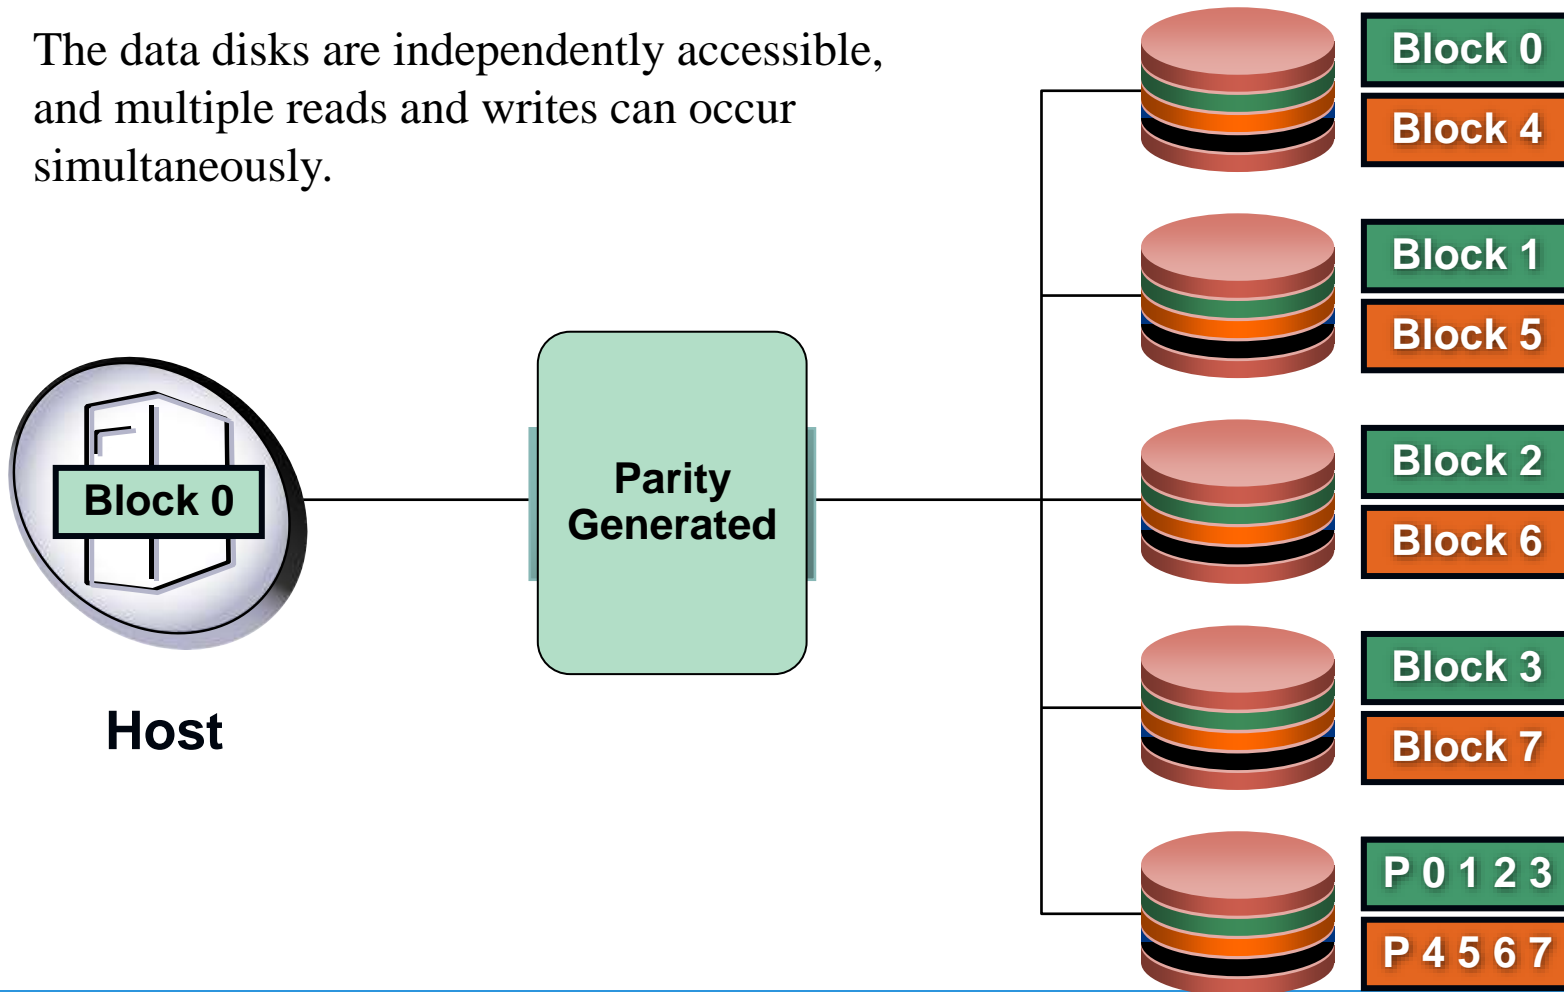 The data disks are independently accessible,
and multiple reads and writes can occur
simultaneously.
Block 0
Host
Parity
Generated
Block 0
Block 4
Block 1
Block 5
Block 2
Block 6
Block 3
Block 7
P 0 1 2 3
P 4 5 6 7